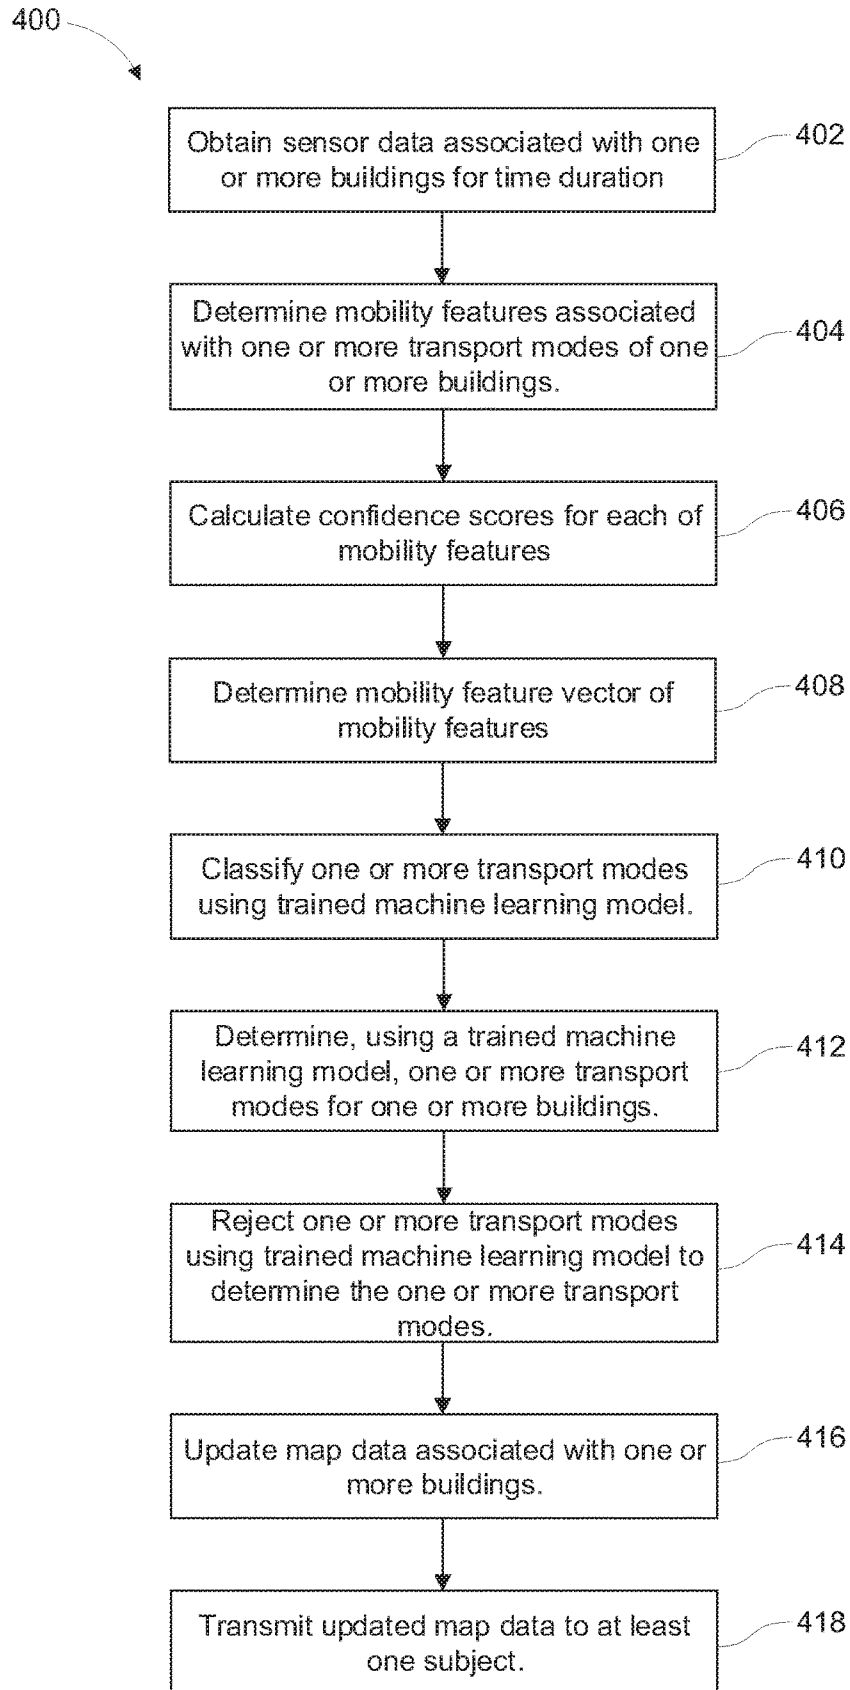 400
Obtain sensor data associated with one
or more buildings for time duration
402
Determine mobility features associated
with one or more transport modes of one
or more buildings.
404
Calculate confidence scores for each of
mobility features
406
Determine mobility feature vector of
mobility features
408
Classify one or more transport modes
using trained machine learning model.
410
Determine, using a trained machine
learning model, one or more transport
modes for one or more buildings.
412
Reject one or more transport modes
using trained machine learning model to
determine the one or more transport
modes.
414
Update map data associated with one or
more buildings.
416
Transmit updated map data to at least
one subject.
418